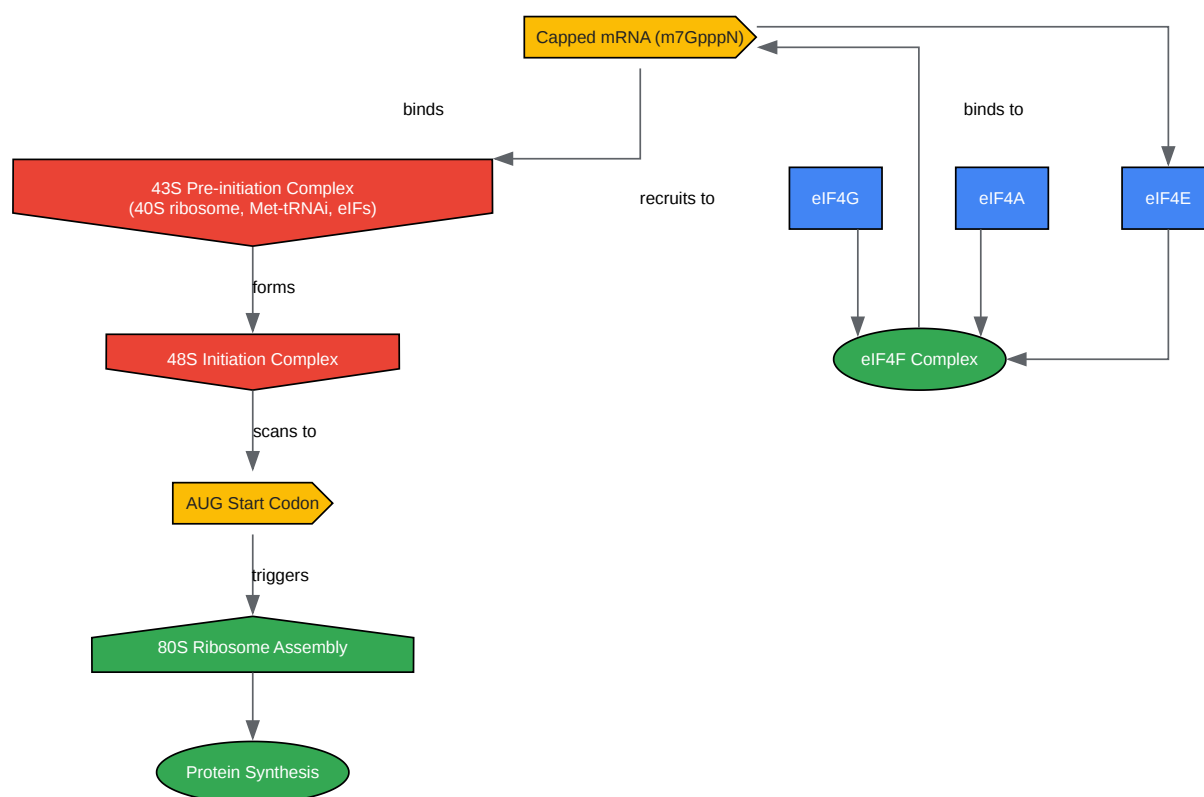 Capped mRNA (m7GpppN)
binds
binds to
43S Pre-initiation Complex
(40S ribosome, Met-tRNAi, eIFs)
recruits to
eIF4G
eIF4A
eIF4E
forms
48S Initiation Complex
eIF4F Complex
scans to
AUG Start Codon
triggers
80S Ribosome Assembly
Protein Synthesis